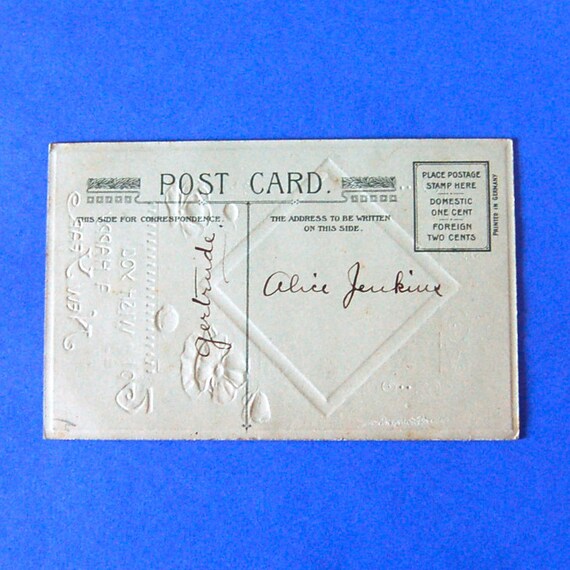 POST CARD.
THIS SIDE FOR CORRESPONDENCE.
THE ADDRESS TO BE WRITTEN
ON THIS SIDE.
PLACE POSTAGE
STAMP HERE
DOMESTIC
ONE CENT
FOREIGN
TWO CENTS
PRINTED IN GERMANY
Gertrude.
Alice Jenkins